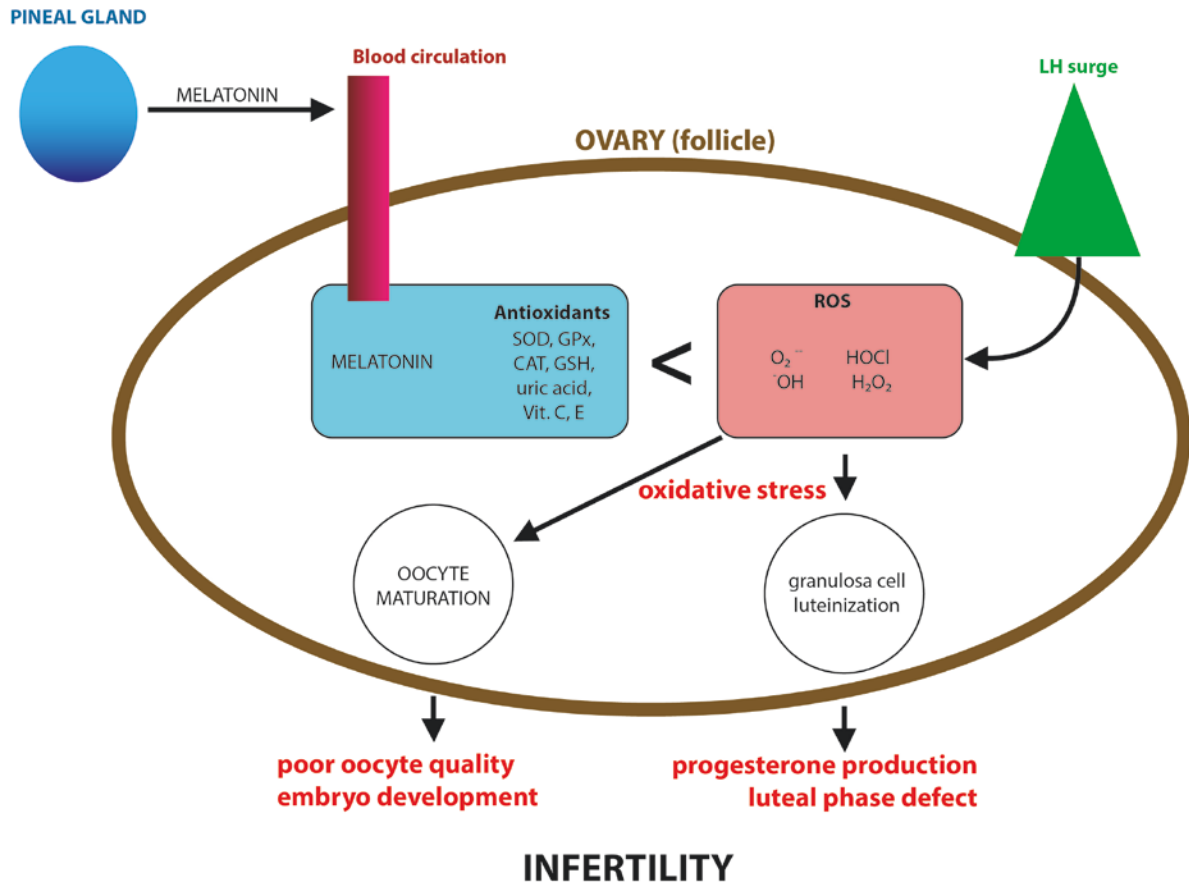 PINEAL GLAND
MELATONIN
Blood circulation
LH surge
OVARY (follicle)
MELATONIN
Antioxidants
SOD, GPx,
CAT, GSH,
uric acid,
Vit. C, E
<
ROS
O₂˙⁻ HOCl
˙OH H₂O₂
oxidative stress
OOCYTE
MATURATION
granulosa cell
luteinization
poor oocyte quality
embryo development
progesterone production
luteal phase defect
INFERTILITY